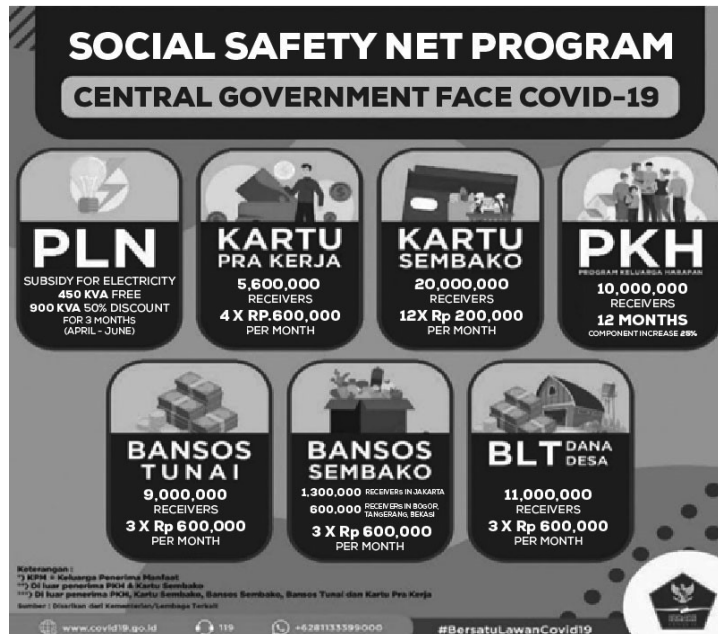 SOCIAL SAFETY NET PROGRAM
CENTRAL GOVERNMENT FACE COVID-19
PLN
SUBSIDY FOR ELECTRICITY
450 KVA FREE
900 KVA 50% DISCOUNT
FOR 3 MONTHS
(APRIL - JUNE)
KARTU
PRA KERJA
5,600,000
RECEIVERS
4 X RP.600,000
PER MONTH
KARTU
SEMBAKO
20,000,000
RECEIVERS
12X Rp 200,000
PER MONTH
PKH
PROGRAM KELUARGA HARAPAN
10,000,000
RECEIVERS
12 MONTHS
COMPONENT INCREASE 25%
BANSOS
TUNAI
9,000,000
RECEIVERS
3 X Rp 600,000
PER MONTH
BANSOS
SEMBAKO
1,300,000 RECEIVERS IN JAKARTA
600,000 RECEIVERS IN BOGOR,
TANGERANG, BEKASI
3 X Rp 600,000
PER MONTH
BLT DANA
DESA
11,000,000
RECEIVERS
3 X Rp 600,000
PER MONTH
Keterangan :
*) KPM = Keluarga Penerima Manfaat
**) Di luar penerima PKH & Kartu Sembako
***) Di luar penerima PKH, Kartu Sembako, Bansos Sembako, Bansos Tunai dan Kartu Pra Kerja
Sumber : Disarikan dari Kementerian/Lembaga Terkait
www.covid19.go.id
119
+6281133399000
#BersatuLawanCovid19